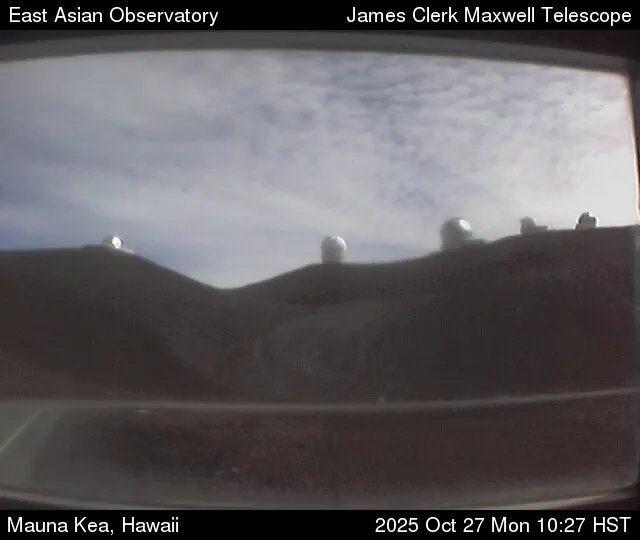 East Asian Observatory
James Clerk Maxwell Telescope
Mauna Kea, Hawaii
2025 Oct 27 Mon 10:27 HST